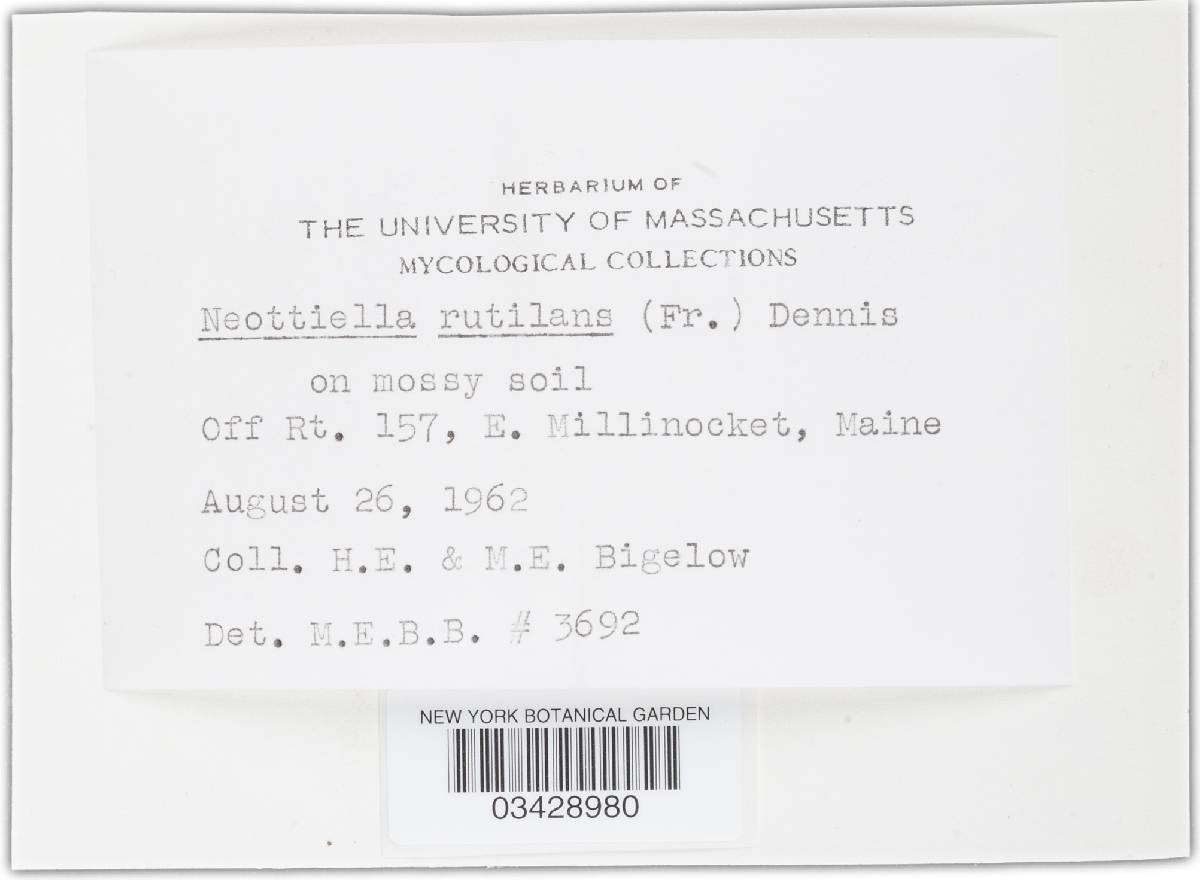 HERBARIUM OF
THE UNIVERSITY OF MASSACHUSETTS
MYCOLOGICAL COLLECTIONS
Neottiella rutilans (Fr.) Dennis
on mossy soil
Off Rt. 157, E. Millinocket, Maine
August 26, 1962
Coll. H.E. & M.E. Bigelow
Det. M.E.B.B. # 3692
NEW YORK BOTANICAL GARDEN
03428980